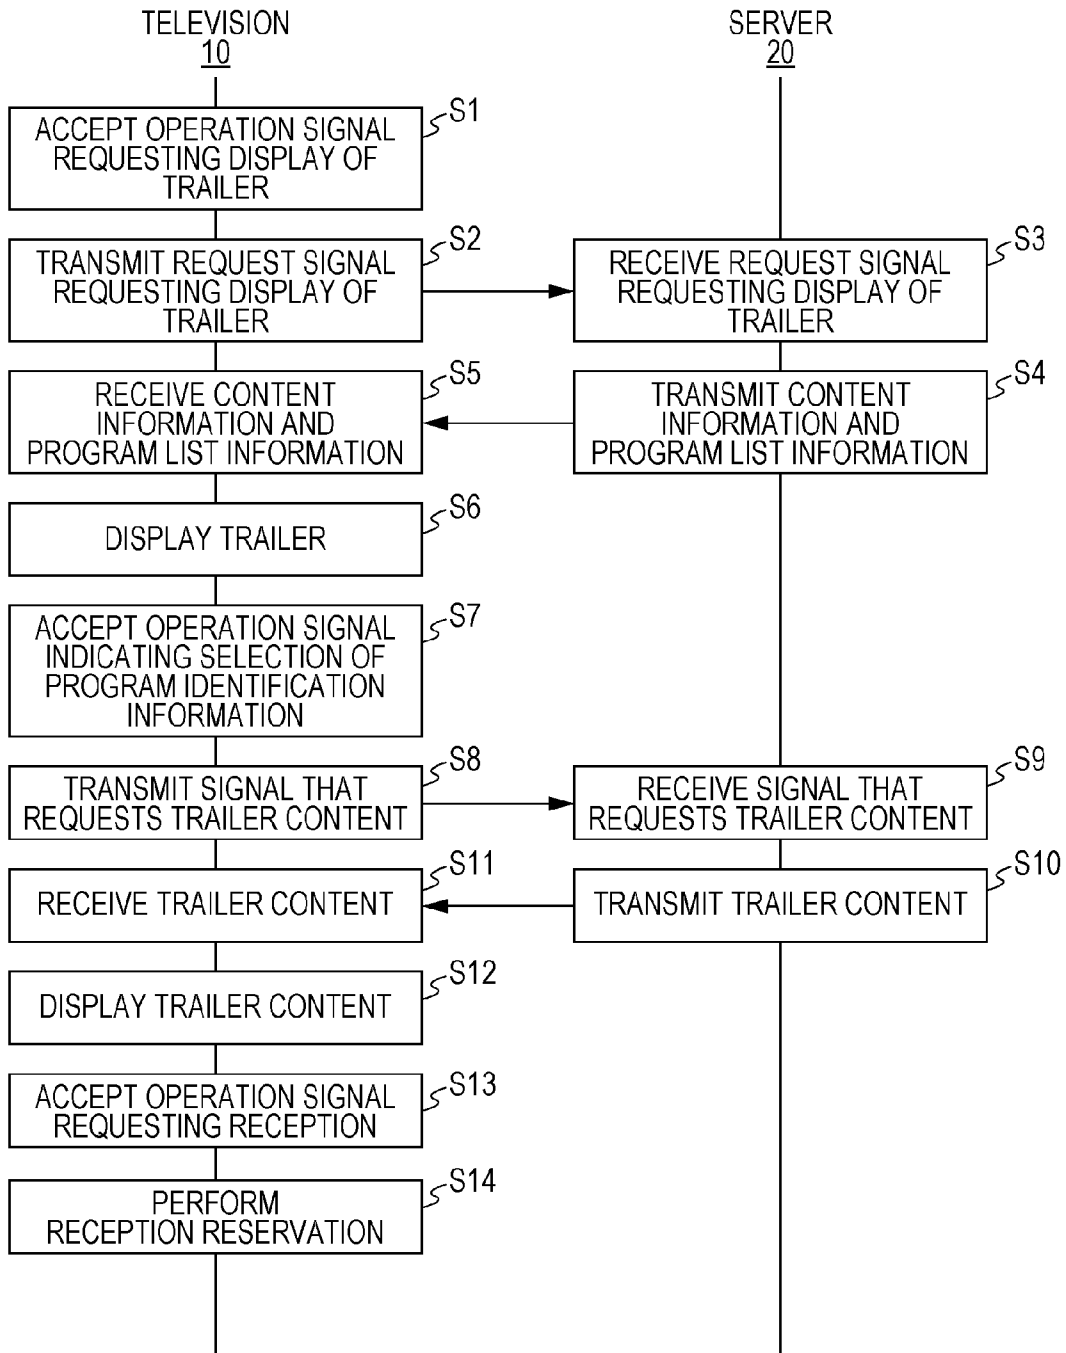 TELEVISION
10
SERVER
20
S1
ACCEPT OPERATION SIGNAL
REQUESTING DISPLAY OF
TRAILER
S2
TRANSMIT REQUEST SIGNAL
REQUESTING DISPLAY OF
TRAILER
S3
RECEIVE REQUEST SIGNAL
REQUESTING DISPLAY OF
TRAILER
S5
RECEIVE CONTENT
INFORMATION AND
PROGRAM LIST INFORMATION
S4
TRANSMIT CONTENT
INFORMATION AND
PROGRAM LIST INFORMATION
S6
DISPLAY TRAILER
S7
ACCEPT OPERATION SIGNAL
INDICATING SELECTION OF
PROGRAM IDENTIFICATION
INFORMATION
S8
TRANSMIT SIGNAL THAT
REQUESTS TRAILER CONTENT
S9
RECEIVE SIGNAL THAT
REQUESTS TRAILER CONTENT
S11
RECEIVE TRAILER CONTENT
S10
TRANSMIT TRAILER CONTENT
S12
DISPLAY TRAILER CONTENT
S13
ACCEPT OPERATION SIGNAL
REQUESTING RECEPTION
S14
PERFORM
RECEPTION RESERVATION